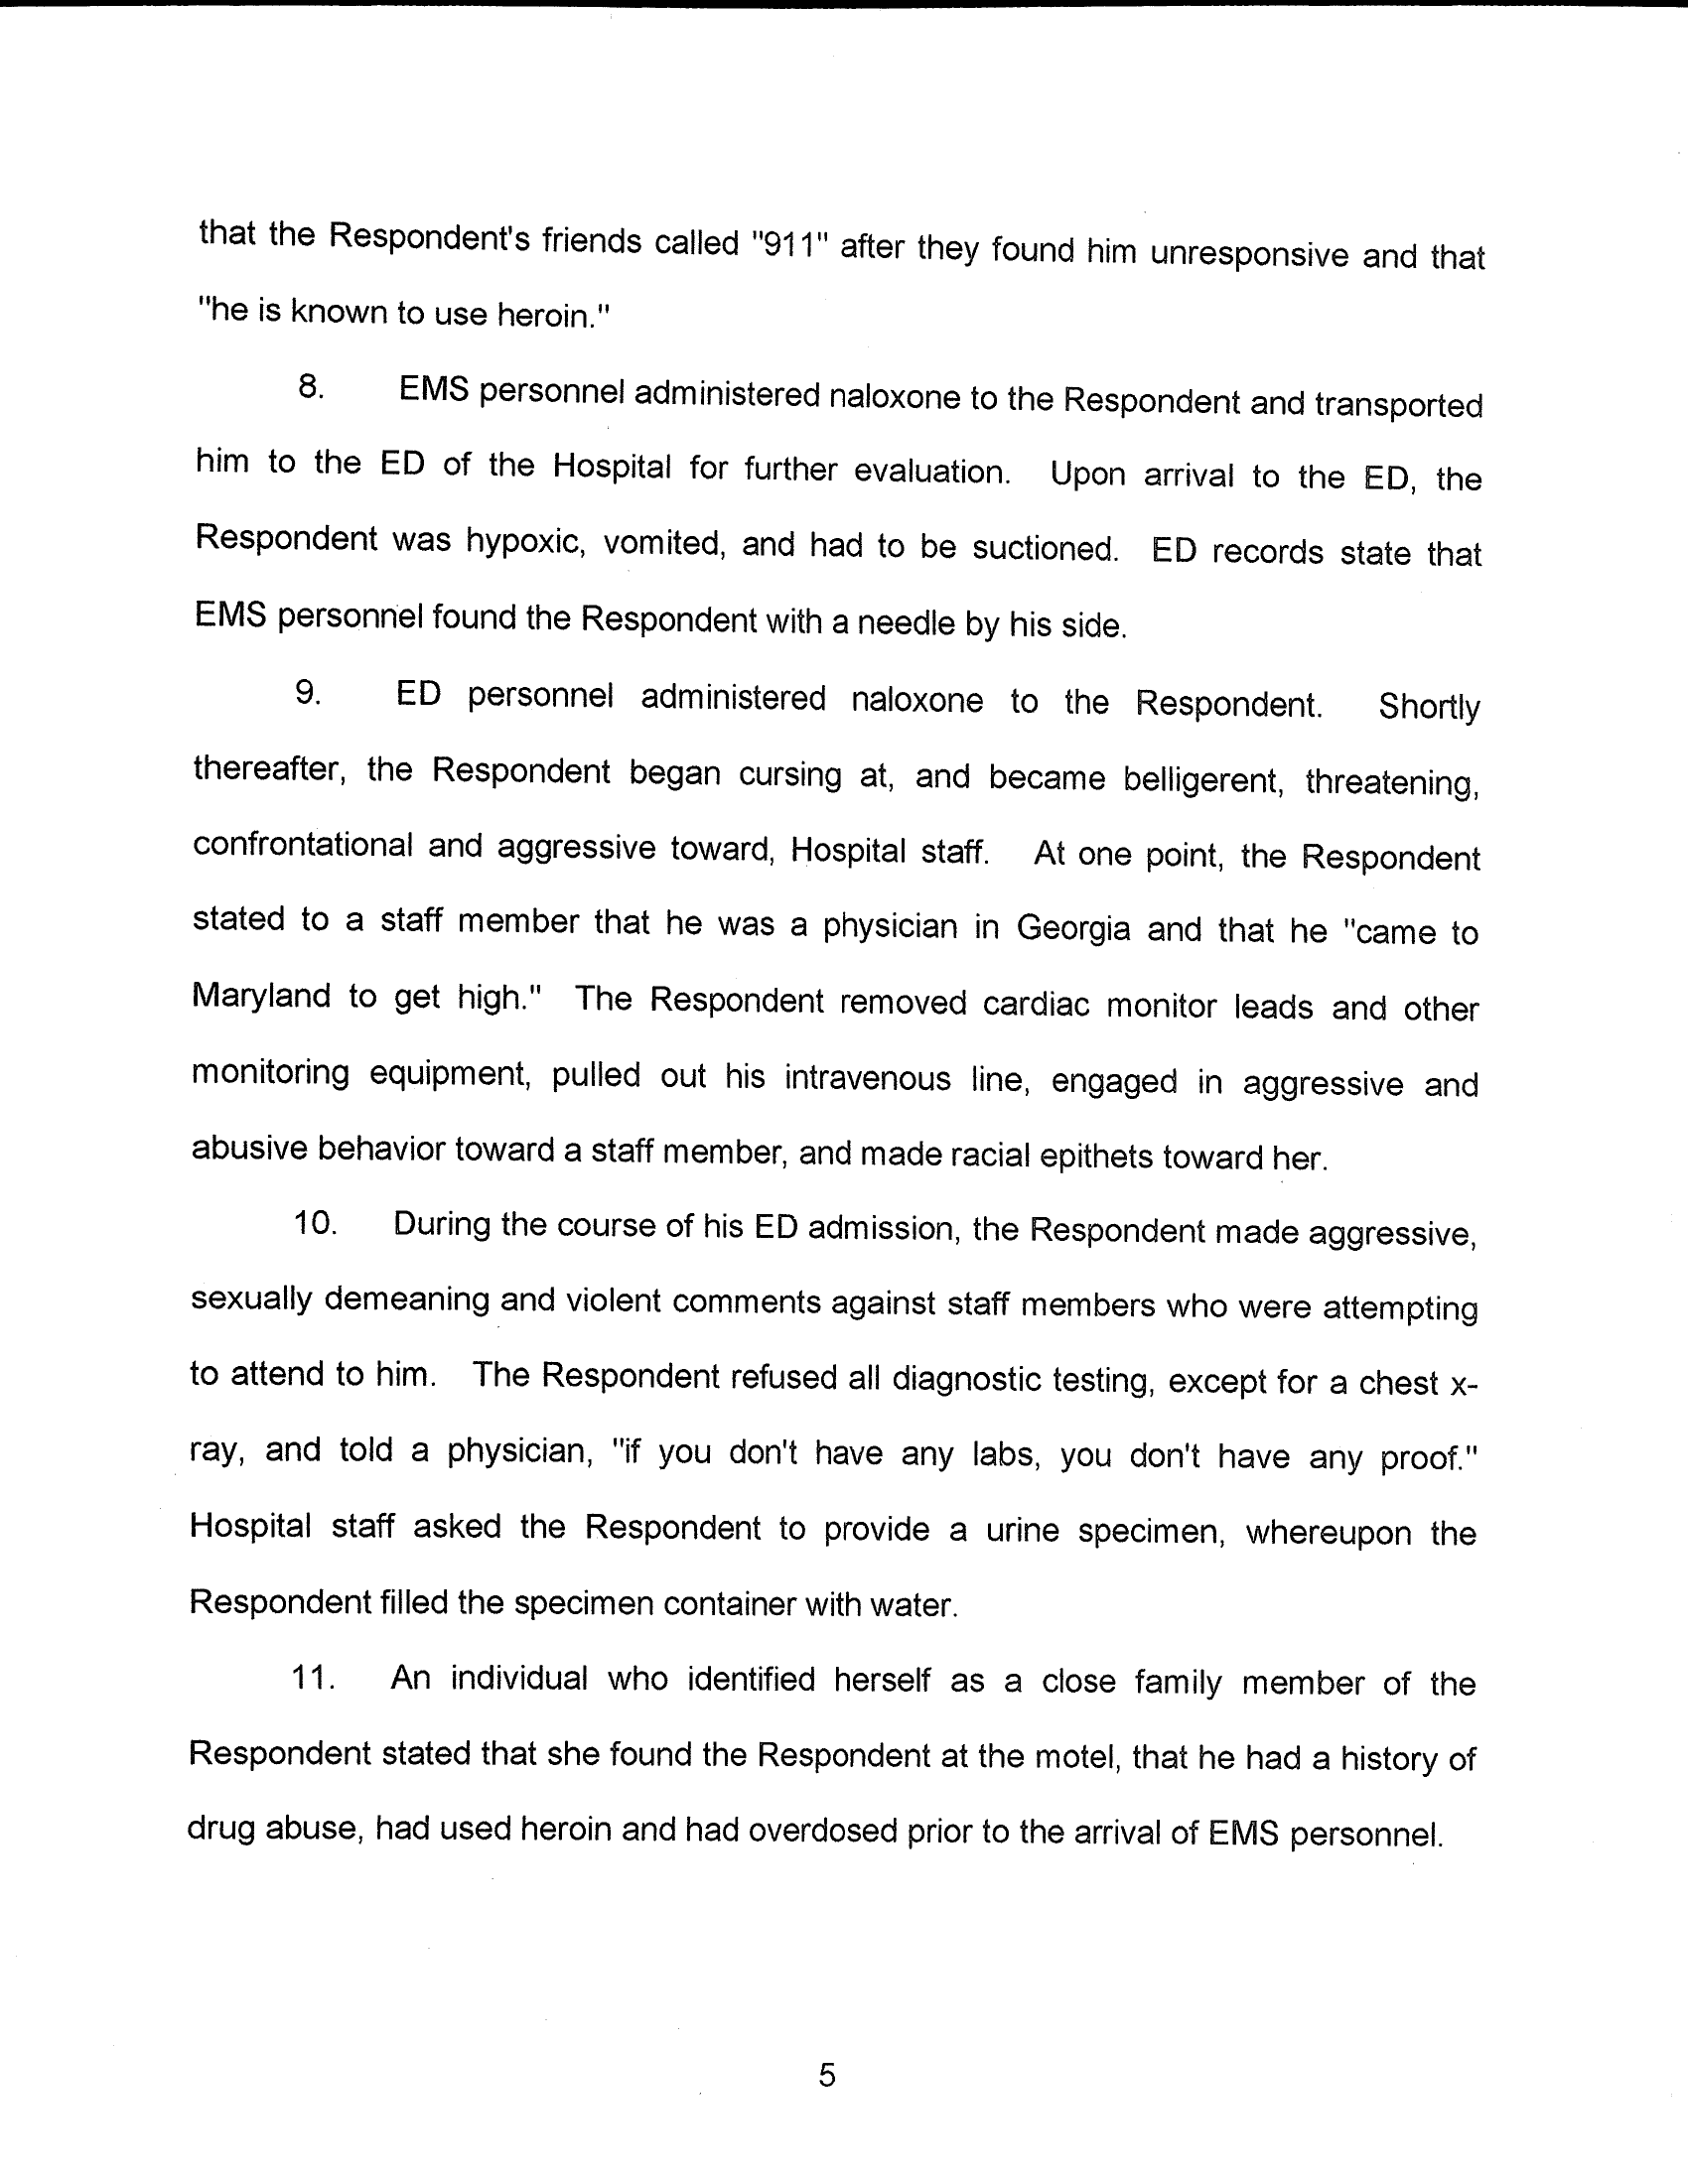 that the Respondent's friends called "911" after they found him unresponsive and that
"he is known to use heroin."
8. EMS personnel administered naloxone to the Respondent and transported
him to the ED of the Hospital for further evaluation. Upon arrival to the ED, the
Respondent was hypoxic, vomited, and had to be suctioned. ED records state that
EMS personnel found the Respondent with a needle by his side.
9. ED personnel administered naloxone to the Respondent. Shortly
thereafter, the Respondent began cursing at, and became belligerent, threatening,
confrontational and aggressive toward, Hospital staff. At one point, the Respondent
stated to a staff member that he was a physician in Georgia and that he "came to
Maryland to get high." The Respondent removed cardiac monitor leads and other
monitoring equipment, pulled out his intravenous line, engaged in aggressive and
abusive behavior toward a staff member, and made racial epithets toward her.
10. During the course of his ED admission, the Respondent made aggressive,
sexually demeaning and violent comments against staff members who were attempting
to attend to him. The Respondent refused all diagnostic testing, except for a chest x-
ray, and told a physician, "if you don't have any labs, you don't have any proof."
Hospital staff asked the Respondent to provide a urine specimen, whereupon the
Respondent filled the specimen container with water.
11. An individual who identified herself as a close family member of the
Respondent stated that she found the Respondent at the motel, that he had a history of
drug abuse, had used heroin and had overdosed prior to the arrival of EMS personnel.
5